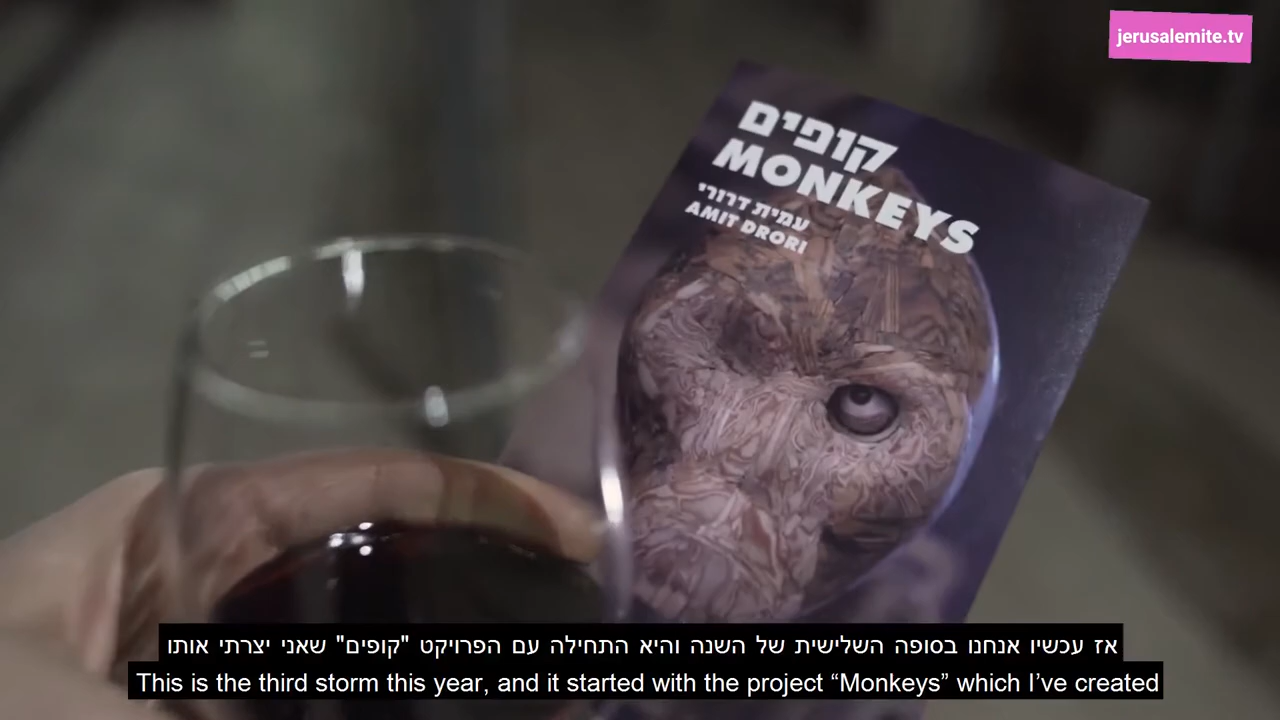 jerusalemite.tv
קופים
MONKEYS
עמית דרורי
AMIT DRORI
אז עכשיו אנחנו בסופה השלישית של השנה והיא התחילה עם הפרויקט "קופים" שאני יצרתי אותו
This is the third storm this year, and it started with the project “Monkeys” which I’ve created